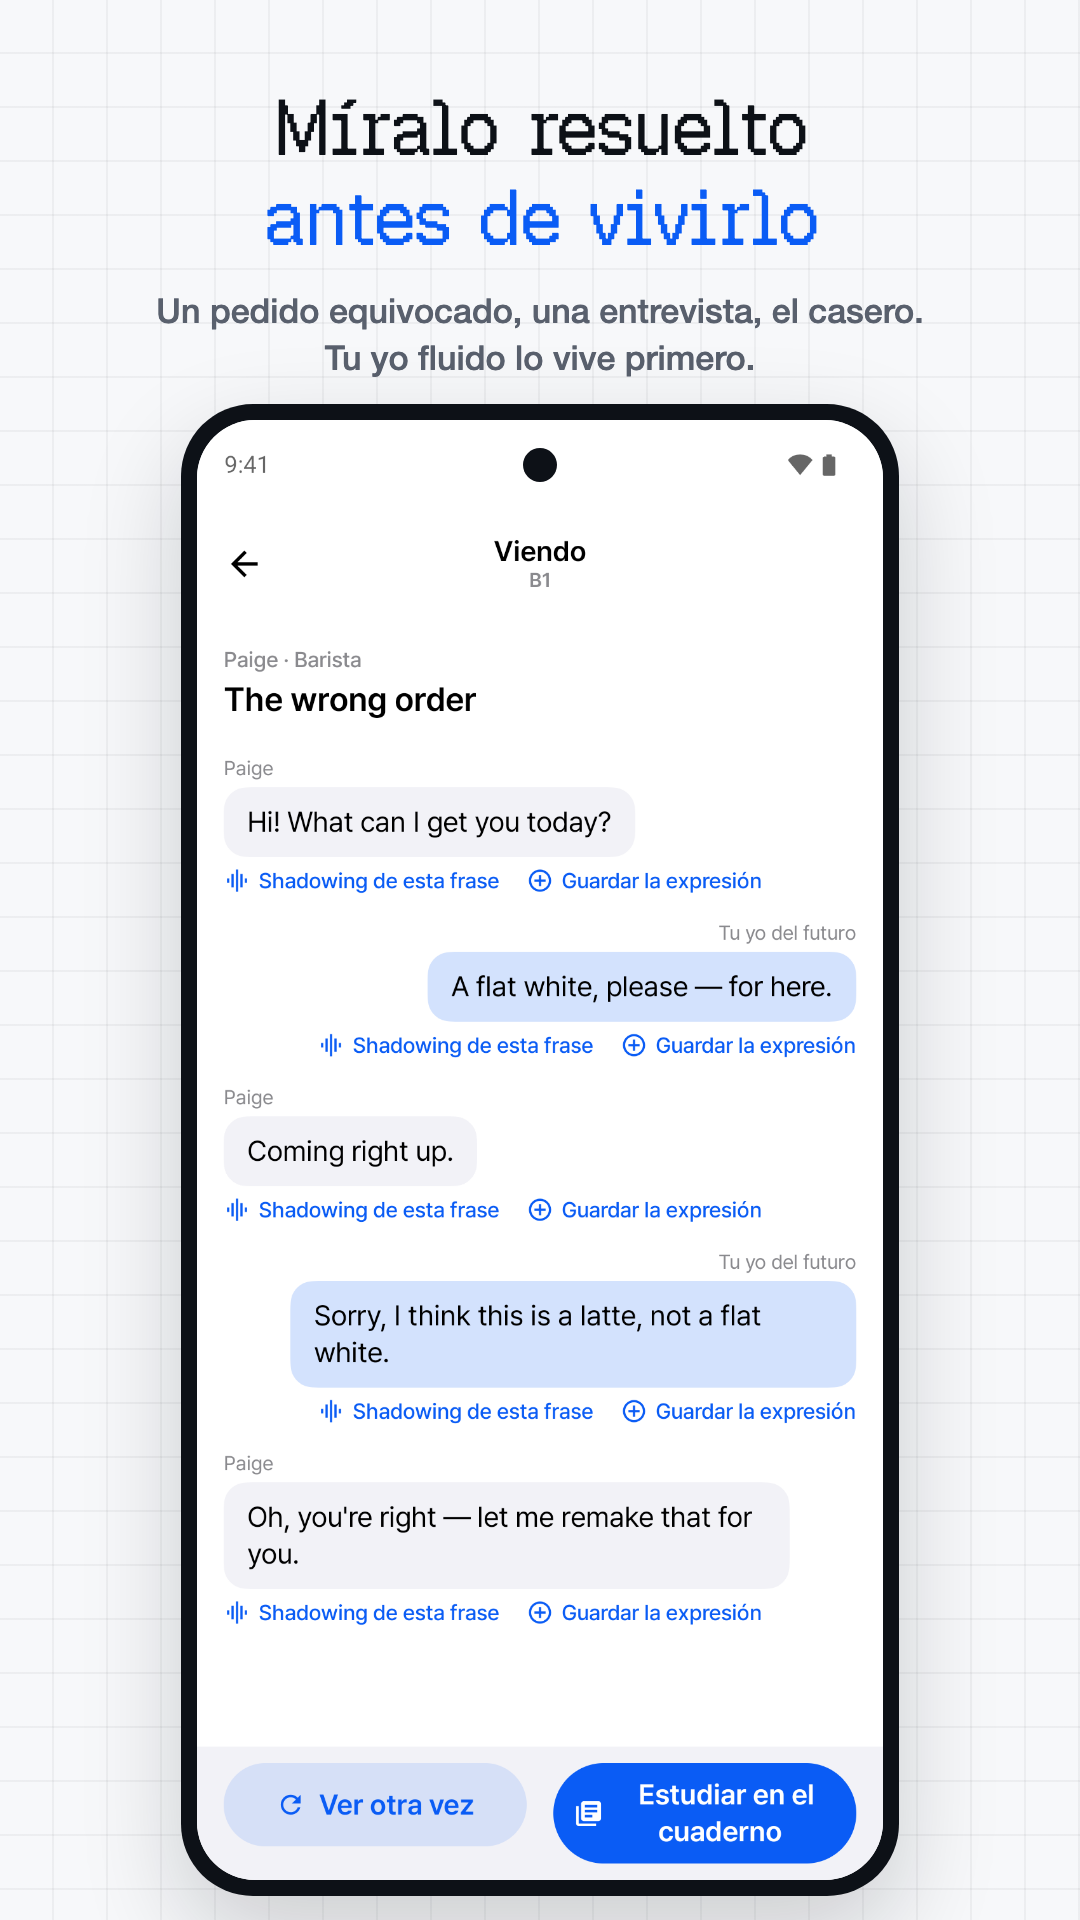 Míralo resuelto
antes de vivirlo
Un pedido equivocado, una entrevista, el casero.
Tu yo fluido lo vive primero.
9:41
Viendo
B1
Paige · Barista
The wrong order
Paige
Hi! What can I get you today?
Shadowing de esta frase Guardar la expresión
Tu yo del futuro
A flat white, please — for here.
Shadowing de esta frase Guardar la expresión
Paige
Coming right up.
Shadowing de esta frase Guardar la expresión
Tu yo del futuro
Sorry, I think this is a latte, not a flat
white.
Shadowing de esta frase Guardar la expresión
Paige
Oh, you're right — let me remake that for
you.
Shadowing de esta frase Guardar la expresión
Ver otra vez
Estudiar en el
cuaderno